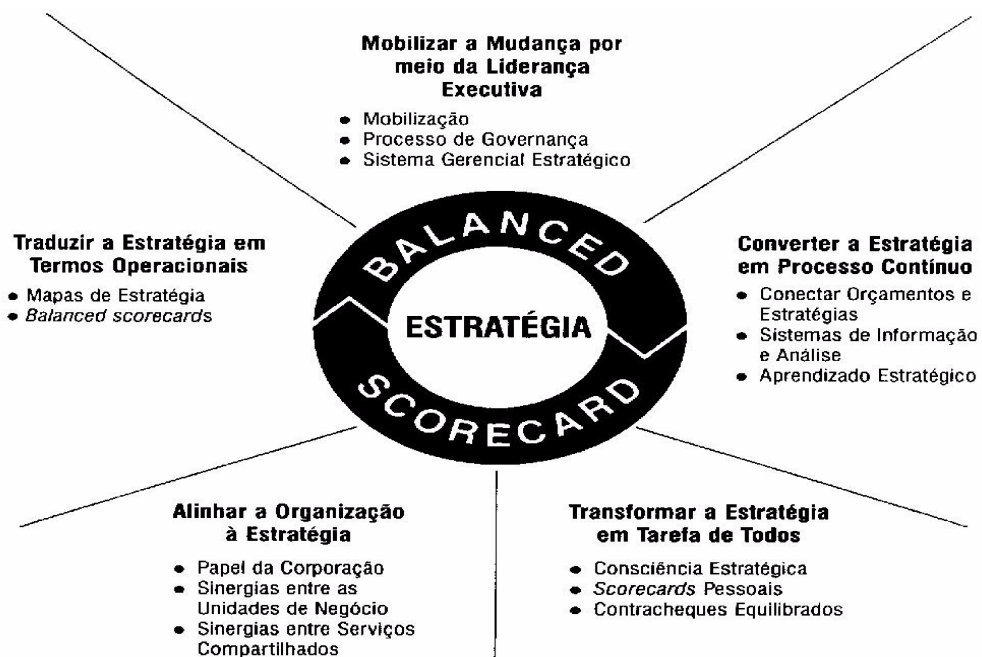 Mobilizar a Mudança por
meio da Liderança
Executiva
• Mobilização
• Processo de Governança
• Sistema Gerencial Estratégico
Traduzir a Estratégia em
Termos Operacionais
• Mapas de Estratégia
• Balanced scorecards
BALANCED
ESTRATÉGIA
SCORECARD
Converter a Estratégia
em Processo Contínuo
• Conectar Orçamentos e
Estratégias
• Sistemas de Informação
e Análise
• Aprendizado Estratégico
Alinhar a Organização
à Estratégia
• Papel da Corporação
• Sinergias entre as
Unidades de Negócio
• Sinergias entre Serviços
Compartilhados
Transformar a Estratégia
em Tarefa de Todos
• Consciência Estratégica
• Scorecards Pessoais
• Contracheques Equilibrados